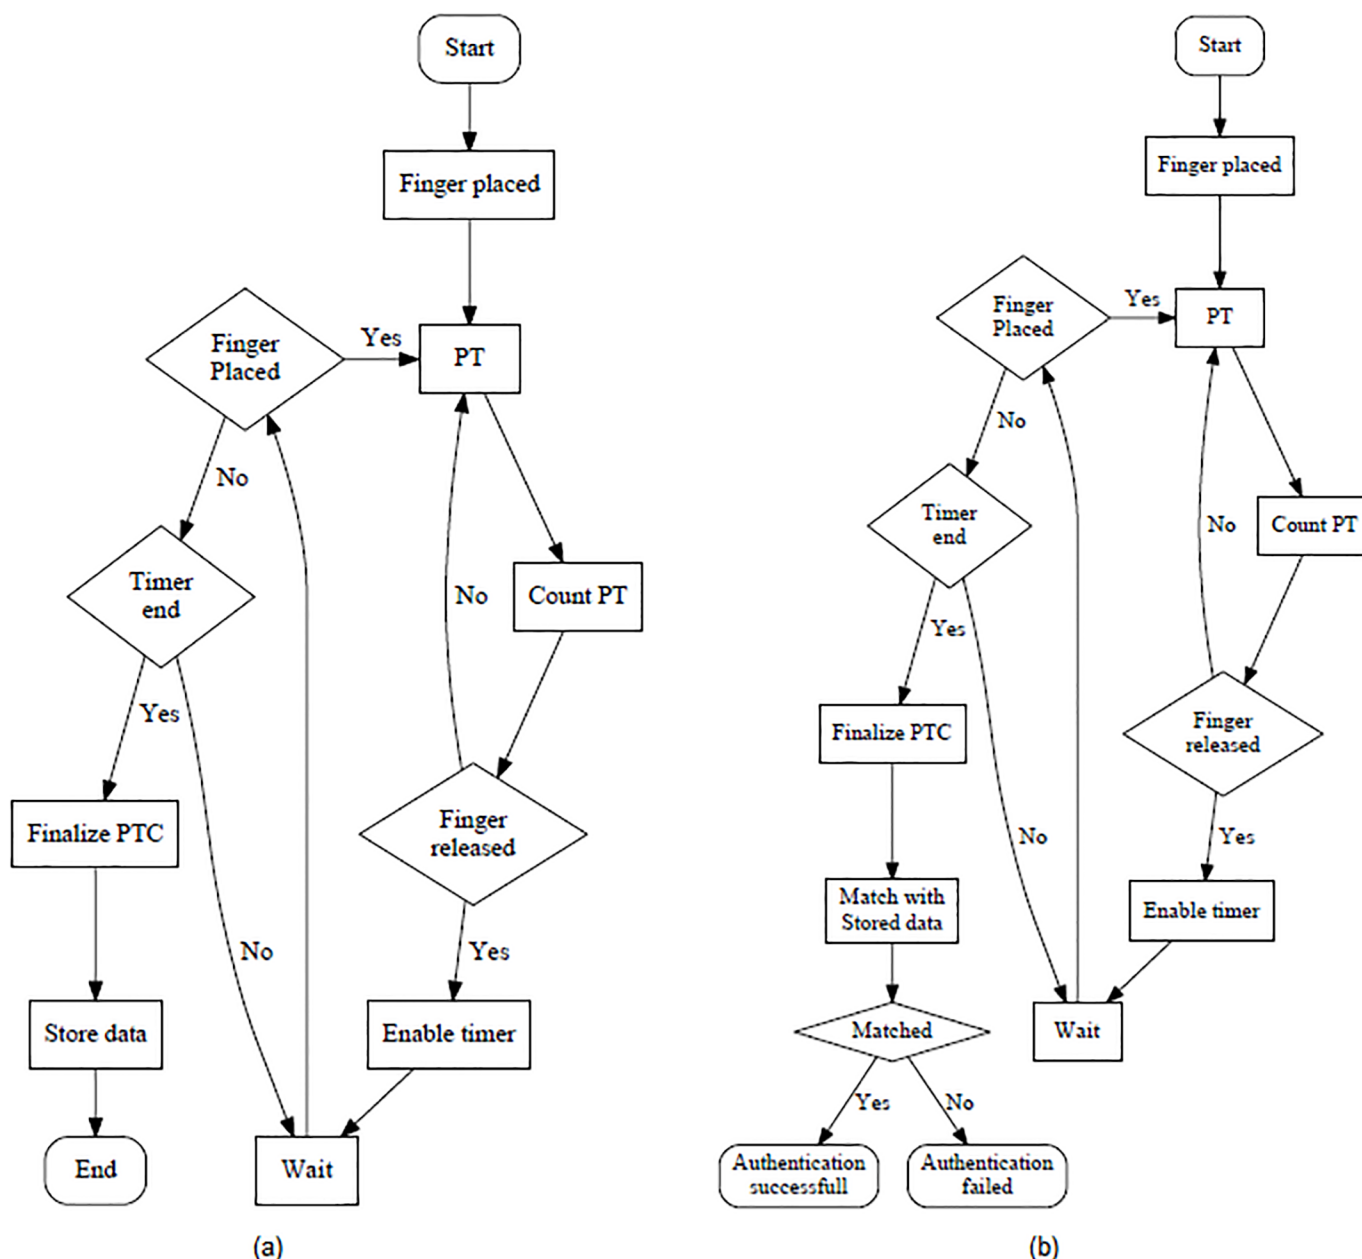 Start
Finger placed
Finger
Placed
Yes
PT
No
Timer
end
No
Count PT
Yes
Finalize PTC
Finger
released
No
Yes
Store data
Enable timer
End
Wait
(a)
Start
Finger placed
Finger
Placed
Yes
PT
No
Timer
end
No
Count PT
Yes
Finalize PTC
Finger
released
No
Yes
Match with
Stored data
Enable timer
Matched
Wait
Yes
No
Authentication
successfull
Authentication
failed
(b)